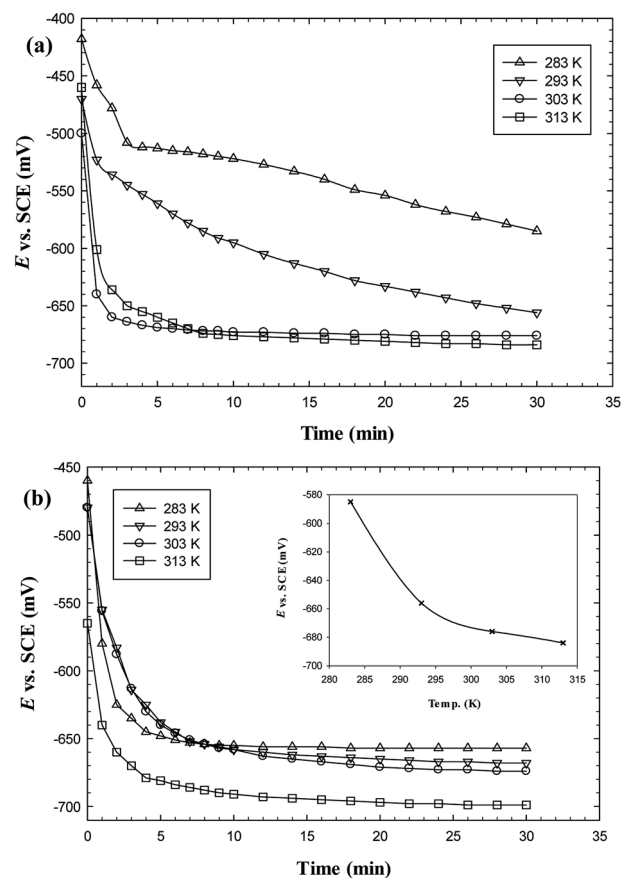 (a)
-400
-450
-500
-550
-600
-650
-700
E vs. SCE (mV)
283 K
293 K
303 K
313 K
0 5 10 15 20 25 30 35
Time (min)
(b)
-450
-500
-550
-600
-650
-700
E vs. SCE (mV)
283 K
293 K
303 K
313 K
-580
-600
-620
-640
-660
-680
-700
E vs. SCE (mV)
280 285 290 295 300 305 310 315
Temp. (K)
0 5 10 15 20 25 30 35
Time (min)